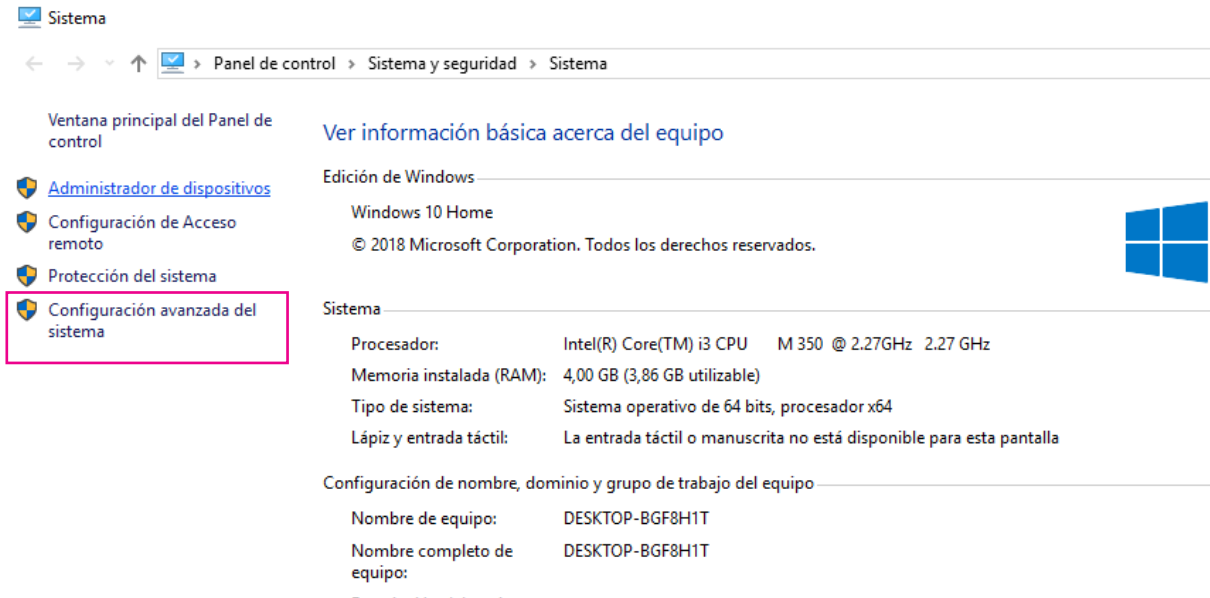 Sistema
Panel de control > Sistema y seguridad > Sistema
Ventana principal del Panel de
control
Administrador de dispositivos
Configuración de Acceso
remoto
Protección del sistema
Configuración avanzada del
sistema
Ver información básica acerca del equipo
Edición de Windows
Windows 10 Home
© 2018 Microsoft Corporation. Todos los derechos reservados.
Sistema
Procesador: Intel(R) Core(TM) i3 CPU M 350 @ 2.27GHz 2.27 GHz
Memoria instalada (RAM): 4,00 GB (3,86 GB utilizable)
Tipo de sistema: Sistema operativo de 64 bits, procesador x64
Lápiz y entrada táctil: La entrada táctil o manuscrita no está disponible para esta pantalla
Configuración de nombre, dominio y grupo de trabajo del equipo
Nombre de equipo: DESKTOP-BGF8H1T
Nombre completo de DESKTOP-BGF8H1T
equipo: